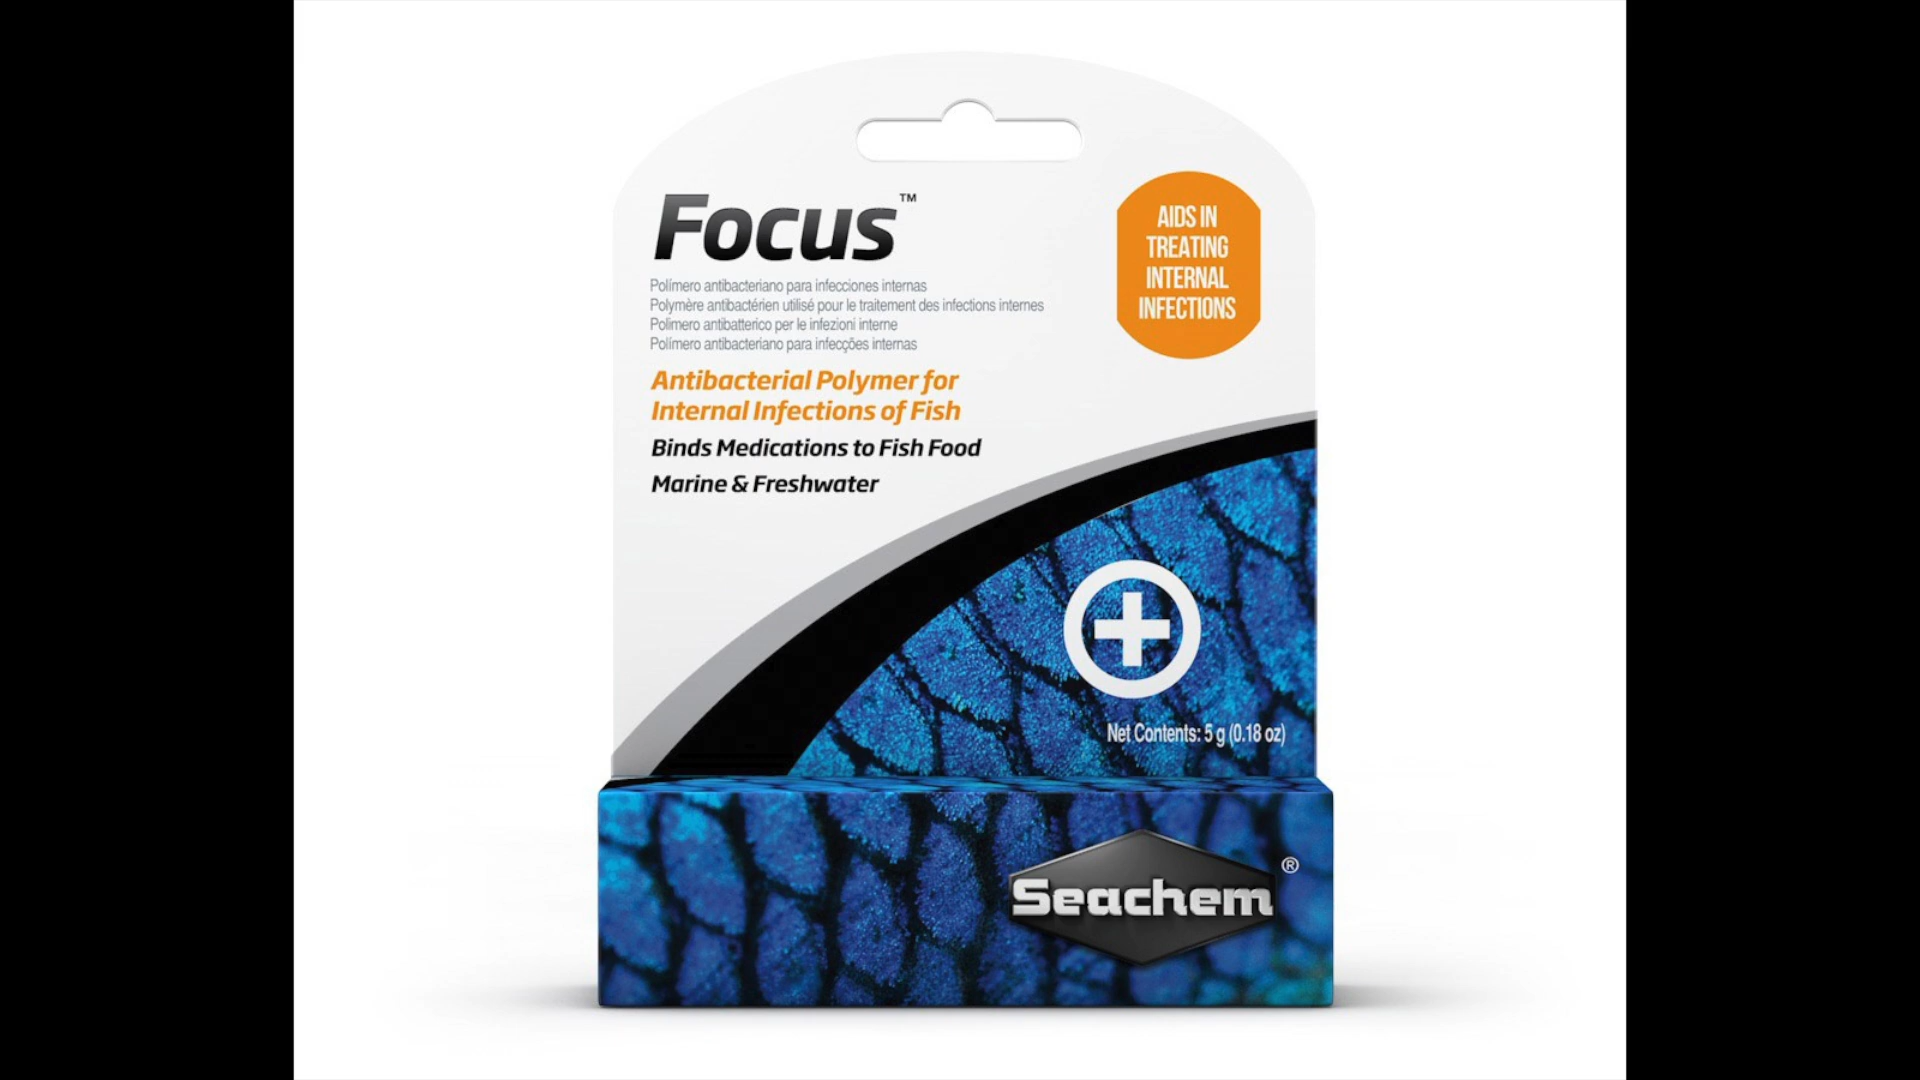 Focus™
Polímero antibacteriano para infecciones internas
Polymère antibactérien utilisé pour le traitement des infections internes
Polimero antibatterico per le infezioni interne
Polímero antibacteriano para infecções internas
Antibacterial Polymer for
Internal Infections of Fish
Binds Medications to Fish Food
Marine & Freshwater
AIDS IN
TREATING
INTERNAL
INFECTIONS
Net Contents: 5 g (0.18 oz)
Seachem®